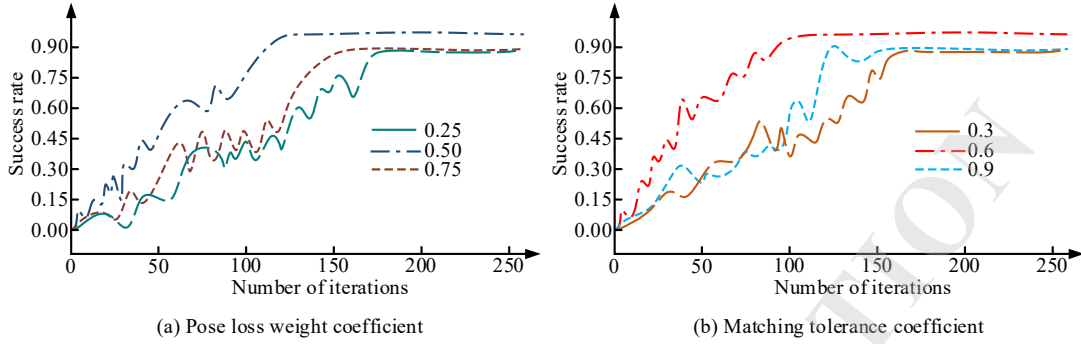 0.90
0.75
0.60
0.45
0.30
0.15
0.00
Success rate
0 50 100 150 200 250
Number of iterations
0.25
0.50
0.75
(a) Pose loss weight coefficient
0.90
0.75
0.60
0.45
0.30
0.15
0.00
Success rate
0 50 100 150 200 250
Number of iterations
0.3
0.6
0.9
(b) Matching tolerance coefficient
TION